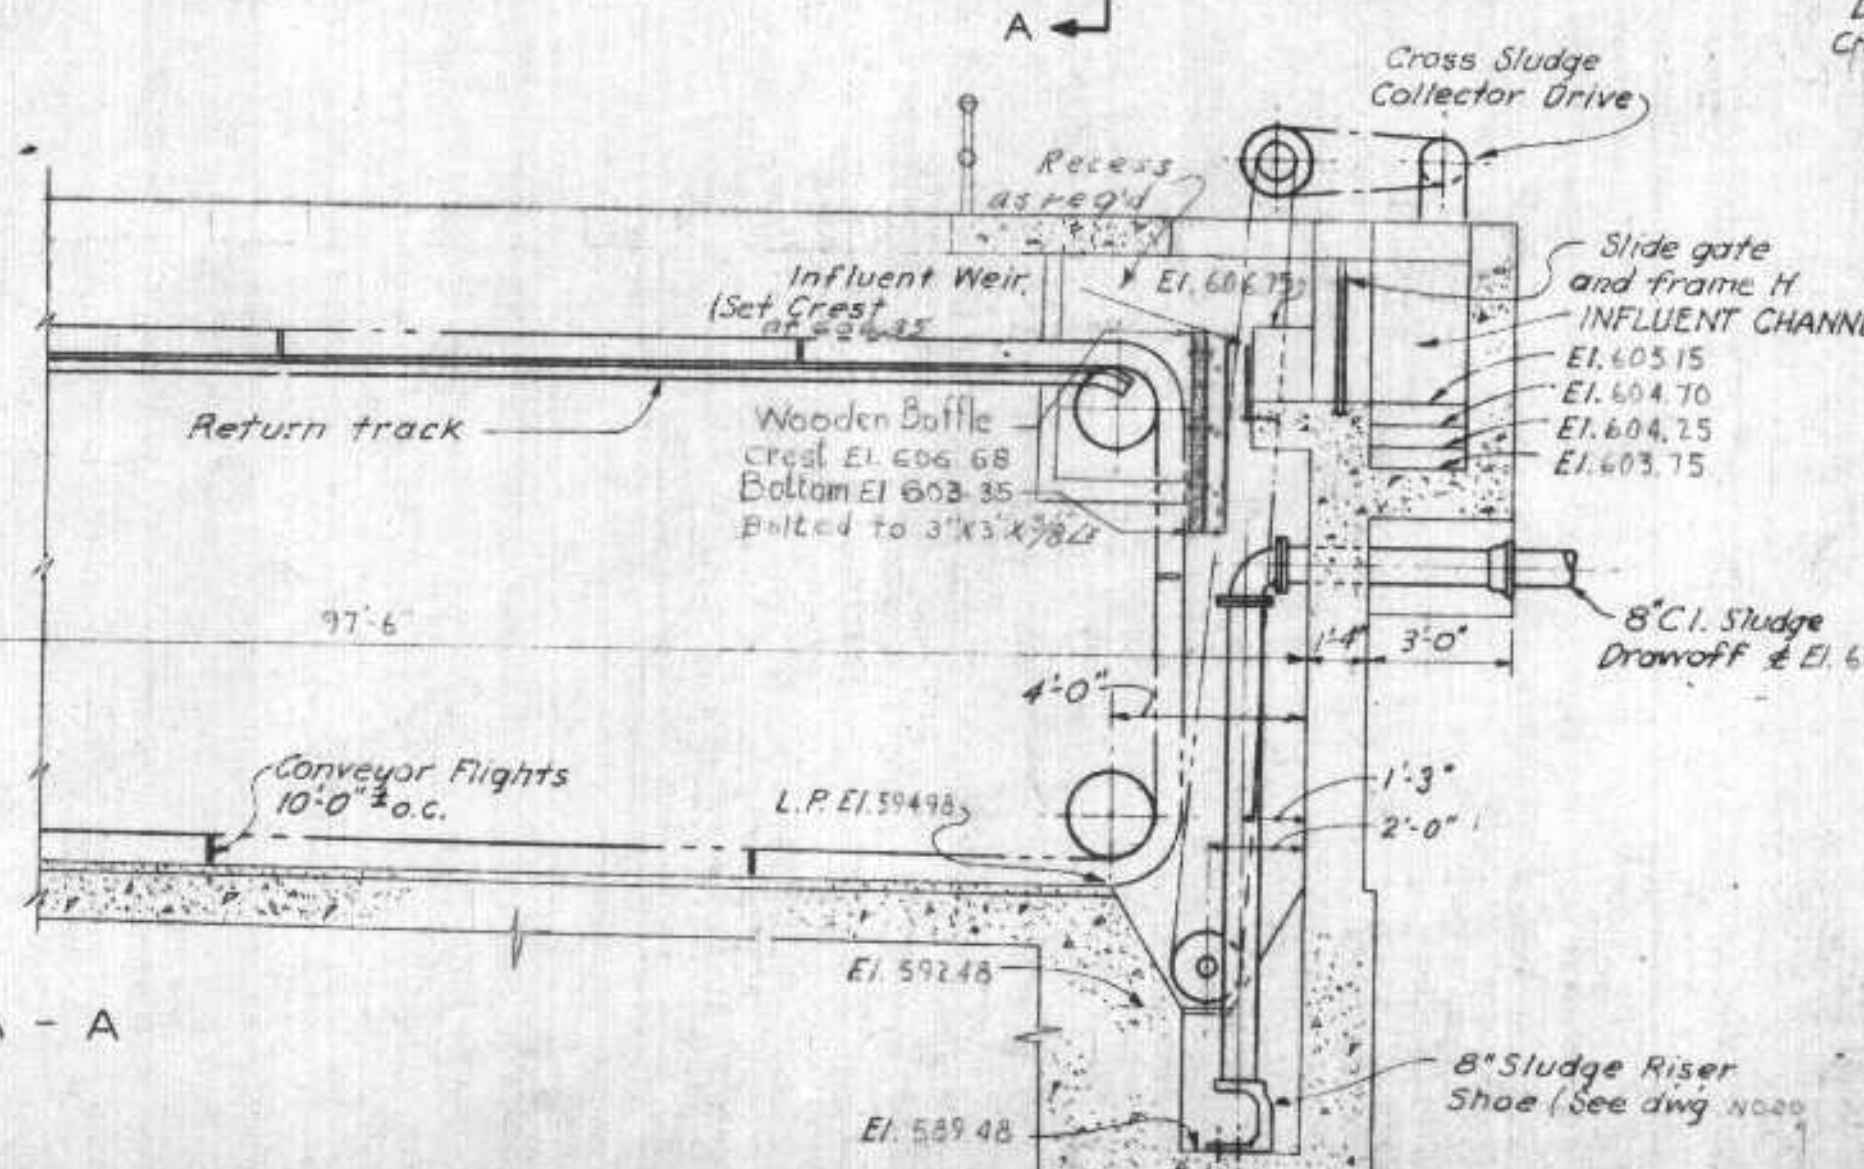 A
Cross Sludge
Collector Drive
Recess
as req'd
Influent Weir
(Set Crest
at
El. 606.75
Slide gate
and frame H
INFLUENT CHANNE
El. 605.15
El. 604.70
El. 604.25
El. 603.75
Return track
Wooden Baffle
Crest El. 606.68
Bottom El 603.35
Bolted to 3"x3"x3/8" Ls
97'-6"
1'-4"
3'-0"
8" C.I. Sludge
Drawoff ℄ El. 6
4'-0"
Conveyor Flights
10'-0"± o.c.
L.P. El. 594.98
1'-3"
2'-0"
El. 592.48
A - A
8" Sludge Riser
Shoe (See dwg
El. 589.48